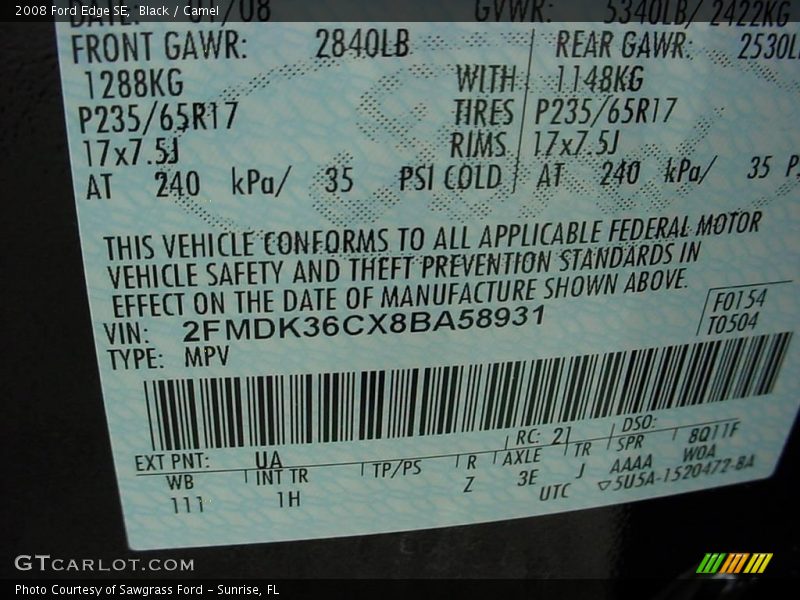 2008 Ford Edge SE, Black / Camel
DATE: 01/08 GVWR: 5340LB/ 2422KG
FRONT GAWR: 2840LB REAR GAWR:
1288KG WITH 1148KG
P235/65R17 TIRES P235/65R17
17x7.5J RIMS 17x7.5J
AT 240 kPa/ 35 PSI COLD AT 240 kPa/ 35
THIS VEHICLE CONFORMS TO ALL APPLICABLE FEDERAL MOTOR
VEHICLE SAFETY AND THEFT PREVENTION STANDARDS IN
EFFECT ON THE DATE OF MANUFACTURE SHOWN ABOVE.
F0154
VIN: 2FMDK36CX8BA58931 T0504
TYPE: MPV
EXT PNT: UA RC: 21 DSO:
WB INT TR TP/PS R AXLE TR SPR 8Q11F
111 1H Z 3E J AAAA W0A
UTC ▽5U5A-1520472-BA
GTCARLOT.COM
Photo Courtesy of Sawgrass Ford - Sunrise, FL